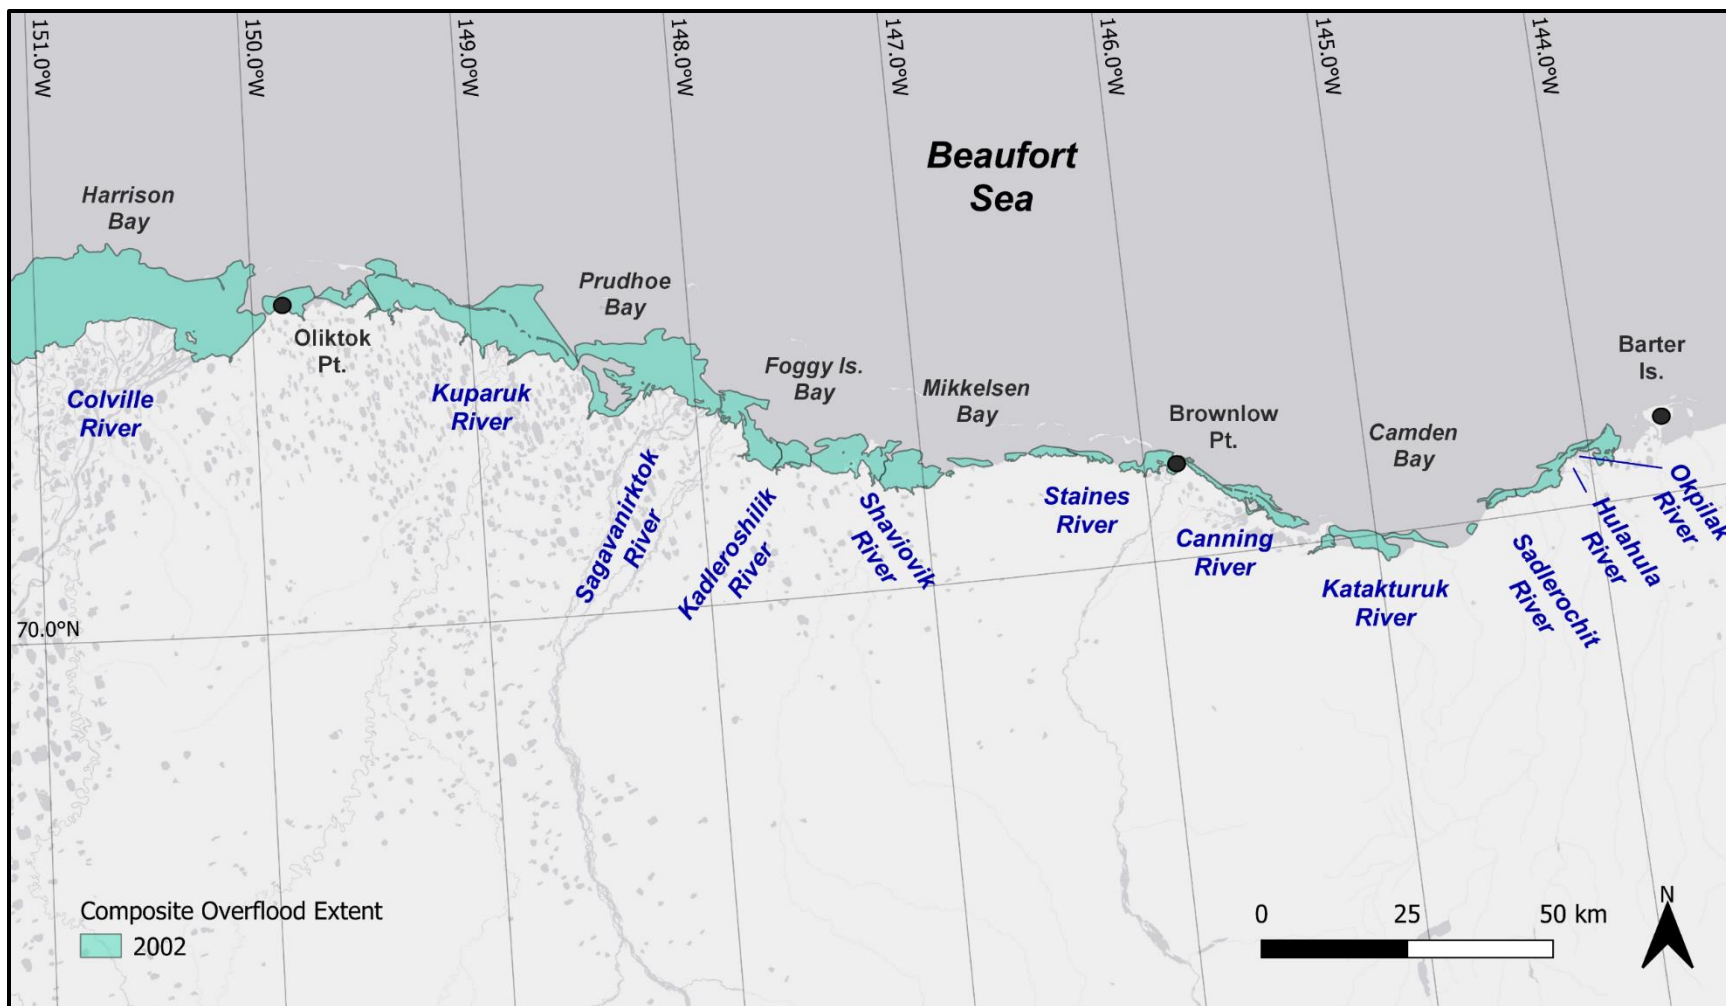 151.0°W
150.0°W
149.0°W
148.0°W
147.0°W
146.0°W
145.0°W
144.0°W
Beaufort
Sea
Harrison
Bay
Prudhoe
Bay
Oliktok
Pt.
Foggy Is.
Bay
Mikkelsen
Bay
Brownlow
Pt.
Camden
Bay
Barter
Is.
Colville
River
Kuparuk
River
Sagavanirktok
River
Kadleroshilik
River
Shaviovik
River
Staines
River
Canning
River
Katakturuk
River
Sadlerochit
River
Hulahula
River
Okpilak
River
70.0°N
Composite Overflood Extent
2002
0 25 50 km
N